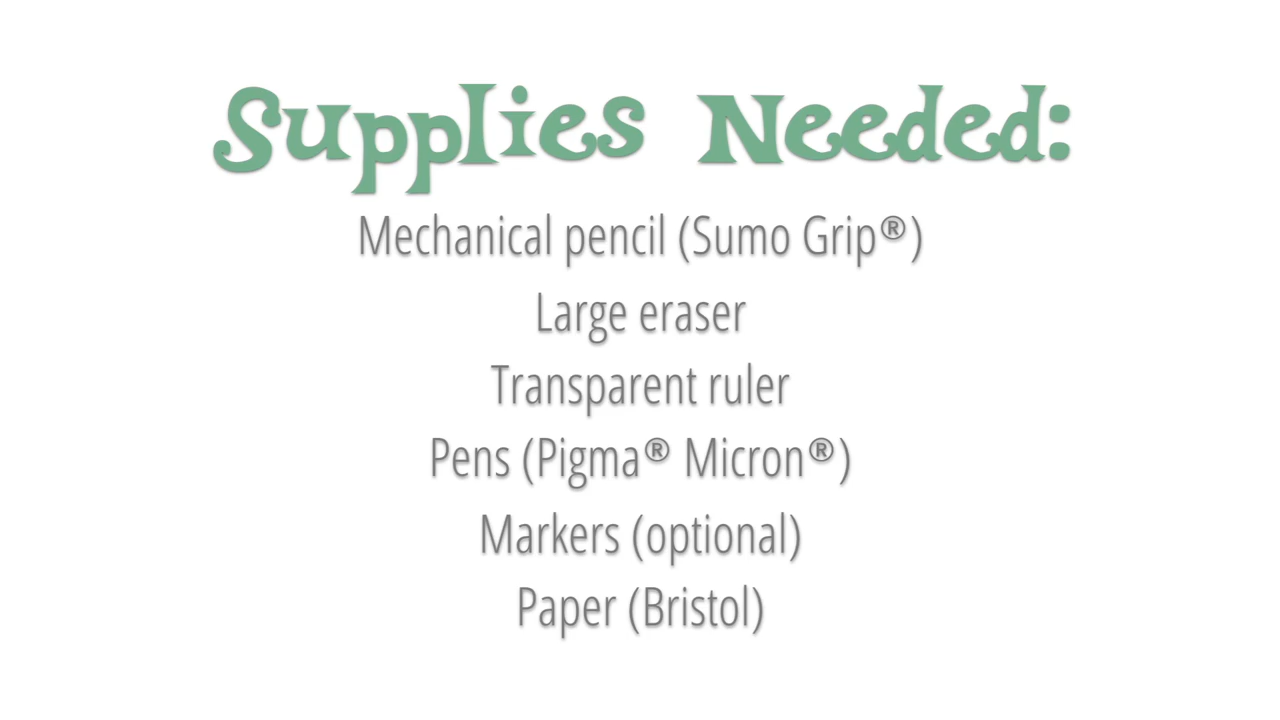 Supplies Needed:
Mechanical pencil (Sumo Grip®)
Large eraser
Transparent ruler
Pens (Pigma® Micron®)
Markers (optional)
Paper (Bristol)